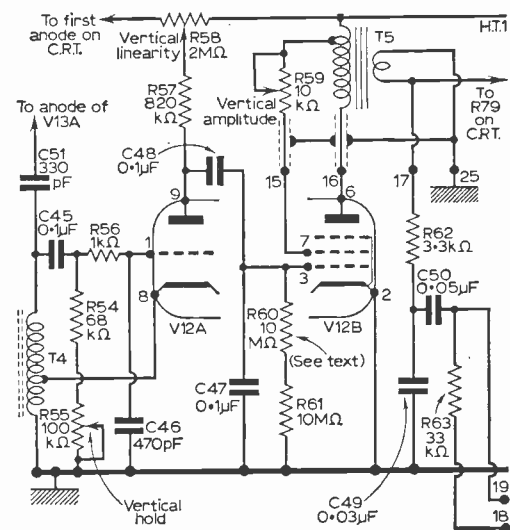 To first
anode on
C.R.T.
Vertical
linearity
R58
2MΩ
H.T.1
T5
R57
820
kΩ
R59
10
kΩ
Vertical
amplitude
To
R79
on
C.R.T.
To anode of
V13A
C51
330
pF
C48
0·1μF
15
16
17
25
9
6
C45
0·1μF
R56
1kΩ
1
7
3
R62
3·3kΩ
8
2
C50
0·05μF
R54
68
kΩ
V12A
R60
10
MΩ
V12B
(See text)
T4
C47
0·1μF
R61
10MΩ
R55
100
kΩ
C46
470pF
R63
33
kΩ
Vertical
hold
C49
0·03μF
19
18